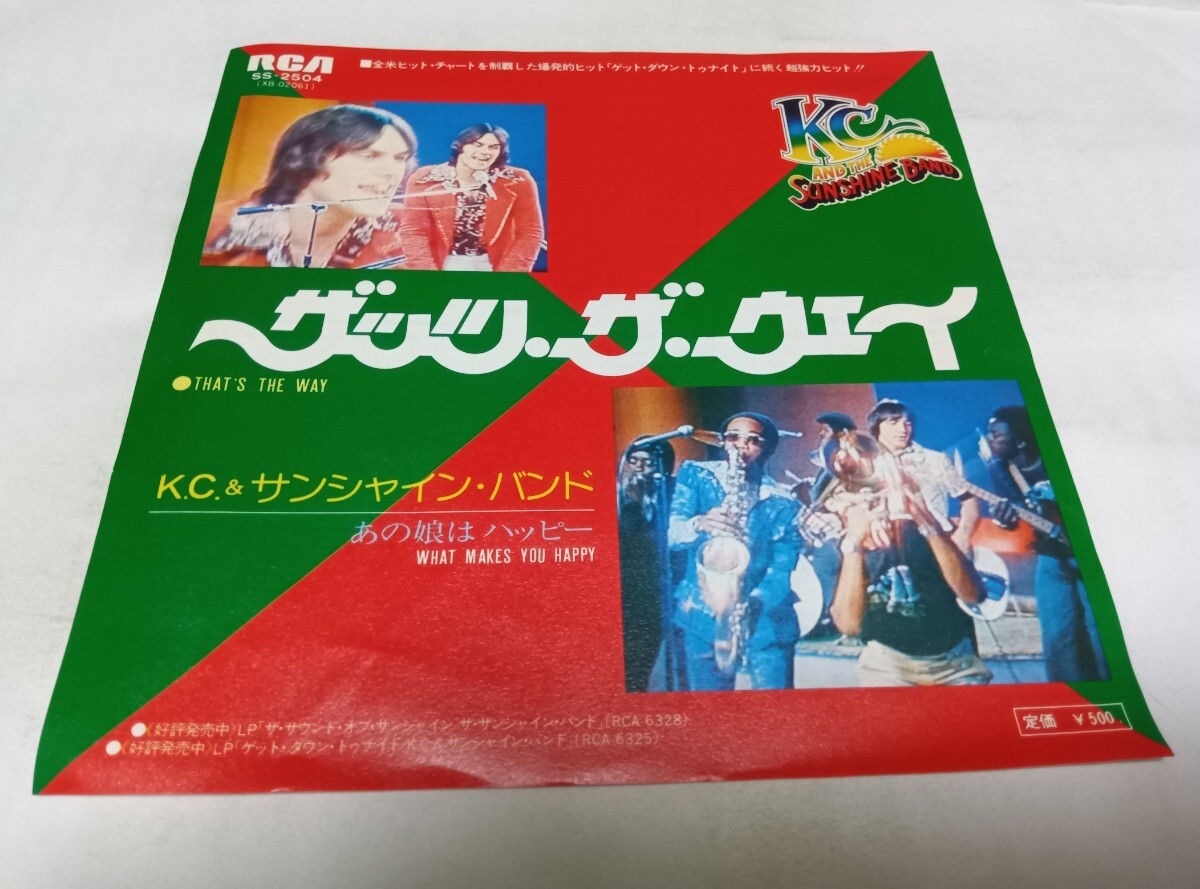 RCA
SS-2504
(XB 02061)
■全米ヒット・チャートを制覇した爆発的ヒット「ゲット・ダウン・トゥナイト」に続く超強力ヒット!!
KC
AND THE
SUNSHINE BAND
ザッツ・ザ・ウェイ
●THAT'S THE WAY
K.C.& サンシャイン・バンド
あの娘は ハッピー
WHAT MAKES YOU HAPPY
●〈好評発売中〉LP「ザ・サウンド・オブ・サンシャイン ザ・サンシャイン・バンド」(RCA 6328)
●〈好評発売中〉LP「ゲット・ダウン・トゥナイト K.C.& サンシャイン・バンド」(RCA 6325)
定価 ¥500.